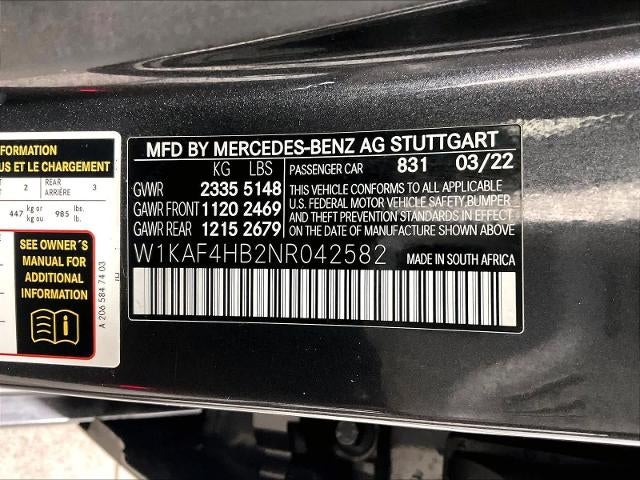 FORMATION
US ET LE CHARGEMENT
T 2 REAR ARRIÈRE 3
447 kg or kg ou 985 lbs. lb.
SEE OWNER'S
MANUAL FOR
ADDITIONAL
INFORMATION
A 206 584 74 03
MFD BY MERCEDES-BENZ AG STUTTGART
KG LBS PASSENGER CAR 831 03/22
GVWR 2335 5148
GAWR FRONT 1120 2469
GAWR REAR 1215 2679
THIS VEHICLE CONFORMS TO ALL APPLICABLE
U.S. FEDERAL MOTOR VEHICLE SAFETY, BUMPER
AND THEFT PREVENTION STANDARDS IN EFFECT
ON THE DATE OF MANUFACTURE SHOWN ABOVE.
W1KAF4HB2NR042582 MADE IN SOUTH AFRICA